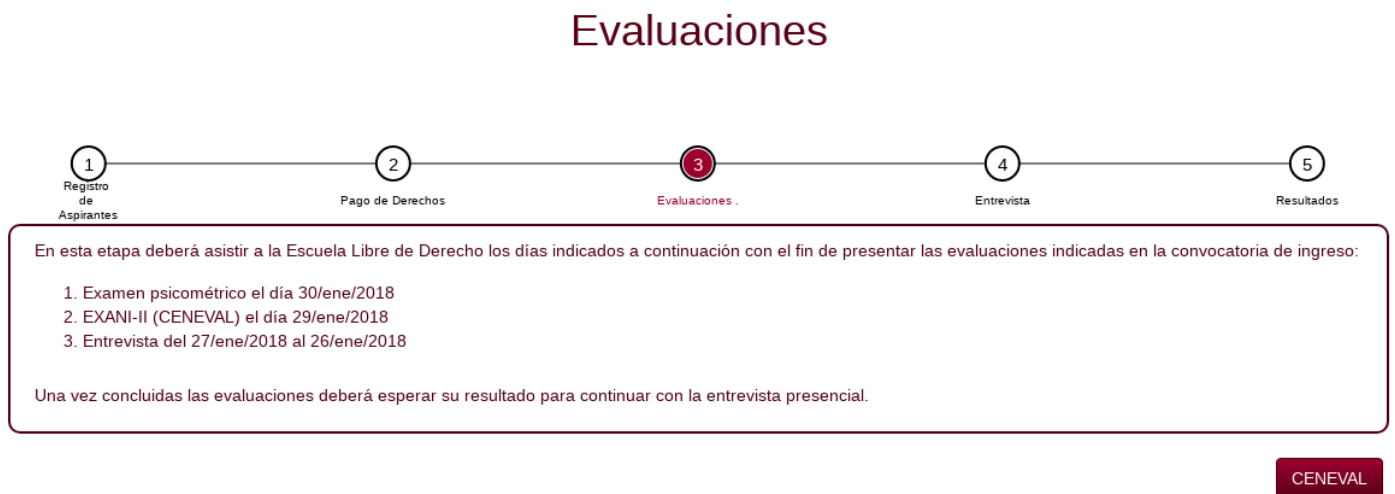 Evaluaciones
1
2
3
4
5
Registro
de
Aspirantes
Pago de Derechos
Evaluaciones .
Entrevista
Resultados
En esta etapa deberá asistir a la Escuela Libre de Derecho los días indicados a continuación con el fin de presentar las evaluaciones indicadas en la convocatoria de ingreso:
1. Examen psicométrico el día 30/ene/2018
2. EXANI-II (CENEVAL) el día 29/ene/2018
3. Entrevista del 27/ene/2018 al 26/ene/2018
Una vez concluidas las evaluaciones deberá esperar su resultado para continuar con la entrevista presencial.
CENEVAL